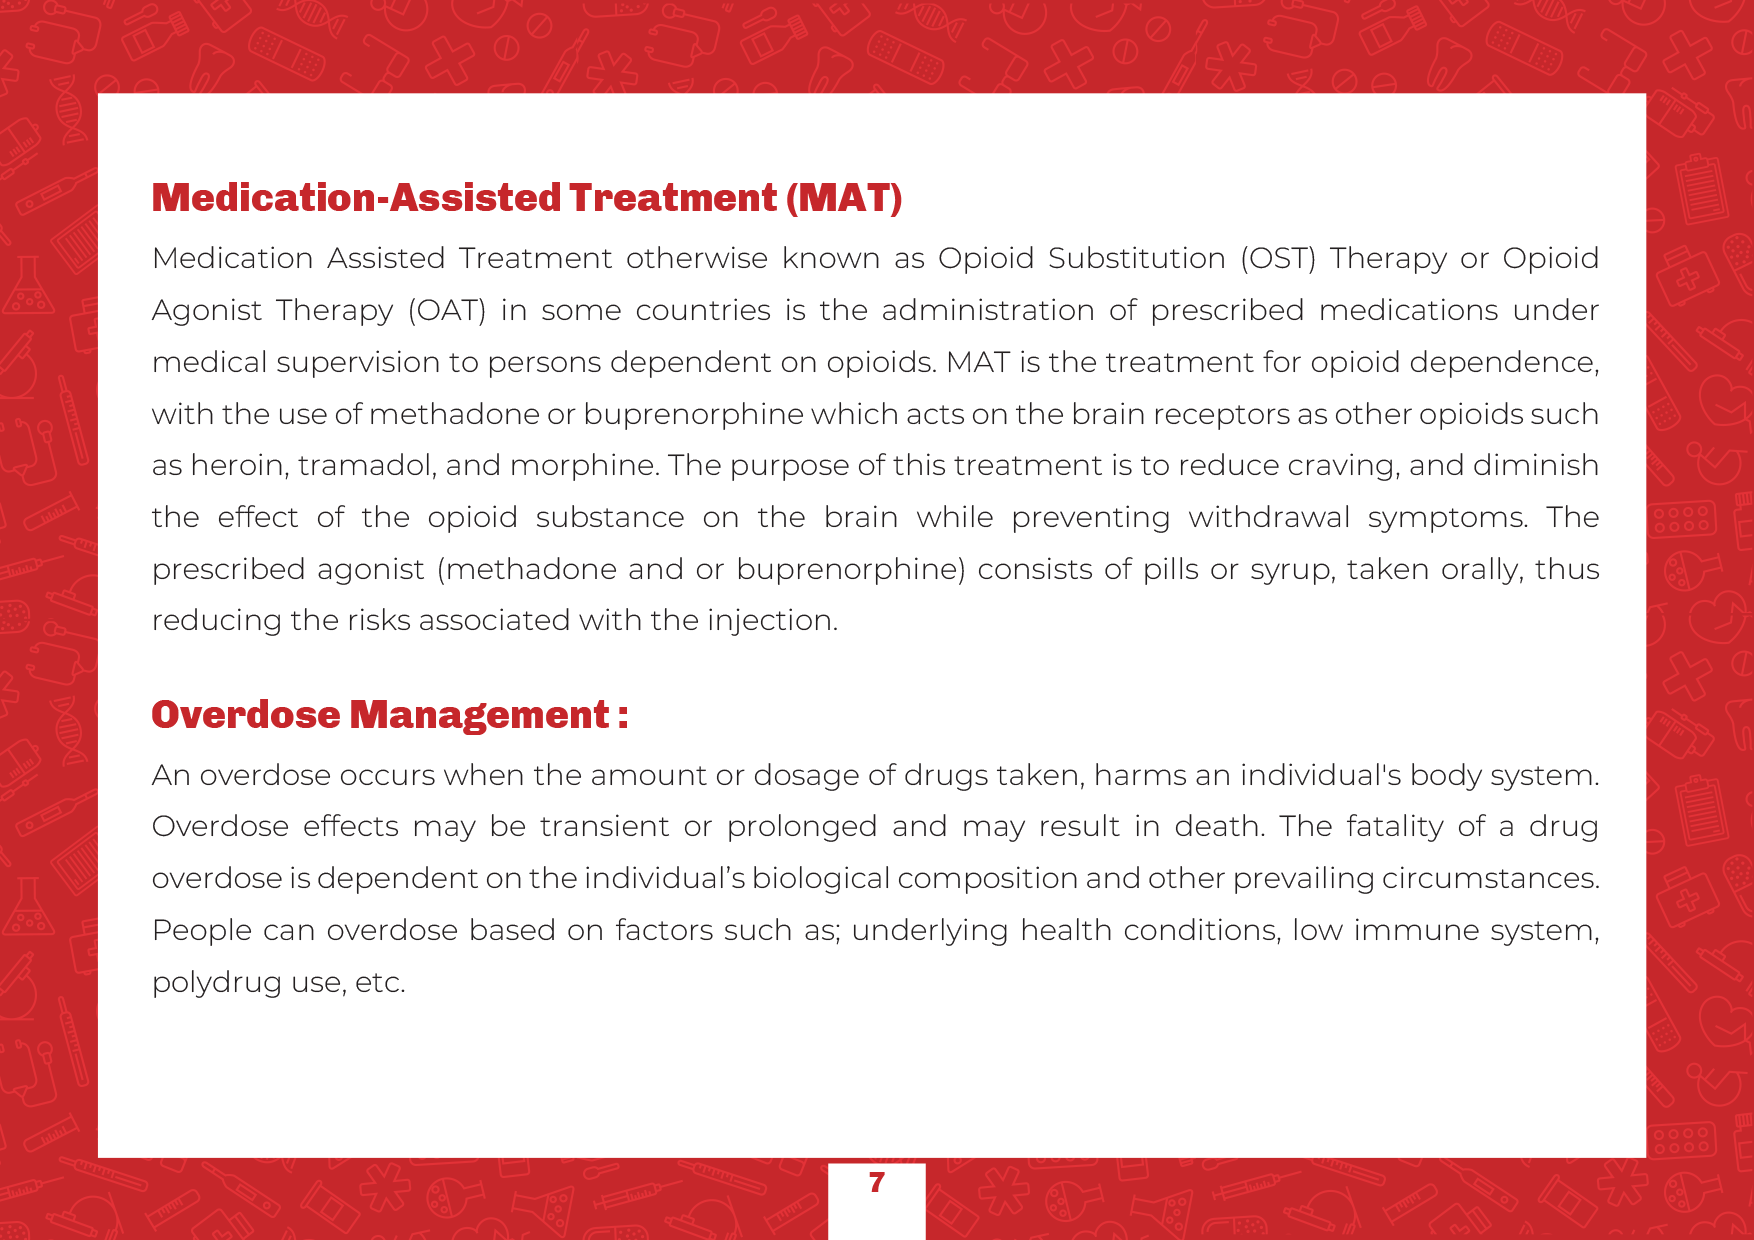 Medication-Assisted Treatment (MAT)
Medication Assisted Treatment otherwise known as Opioid Substitution (OST) Therapy or Opioid
Agonist Therapy (OAT) in some countries is the administration of prescribed medications under
medical supervision to persons dependent on opioids. MAT is the treatment for opioid dependence,
with the use of methadone or buprenorphine which acts on the brain receptors as other opioids such
as heroin, tramadol, and morphine. The purpose of this treatment is to reduce craving, and diminish
the effect of the opioid substance on the brain while preventing withdrawal symptoms. The
prescribed agonist (methadone and or buprenorphine) consists of pills or syrup, taken orally, thus
reducing the risks associated with the injection.
Overdose Management :
An overdose occurs when the amount or dosage of drugs taken, harms an individual's body system.
Overdose effects may be transient or prolonged and may result in death. The fatality of a drug
overdose is dependent on the individual’s biological composition and other prevailing circumstances.
People can overdose based on factors such as; underlying health conditions, low immune system,
polydrug use, etc.
7